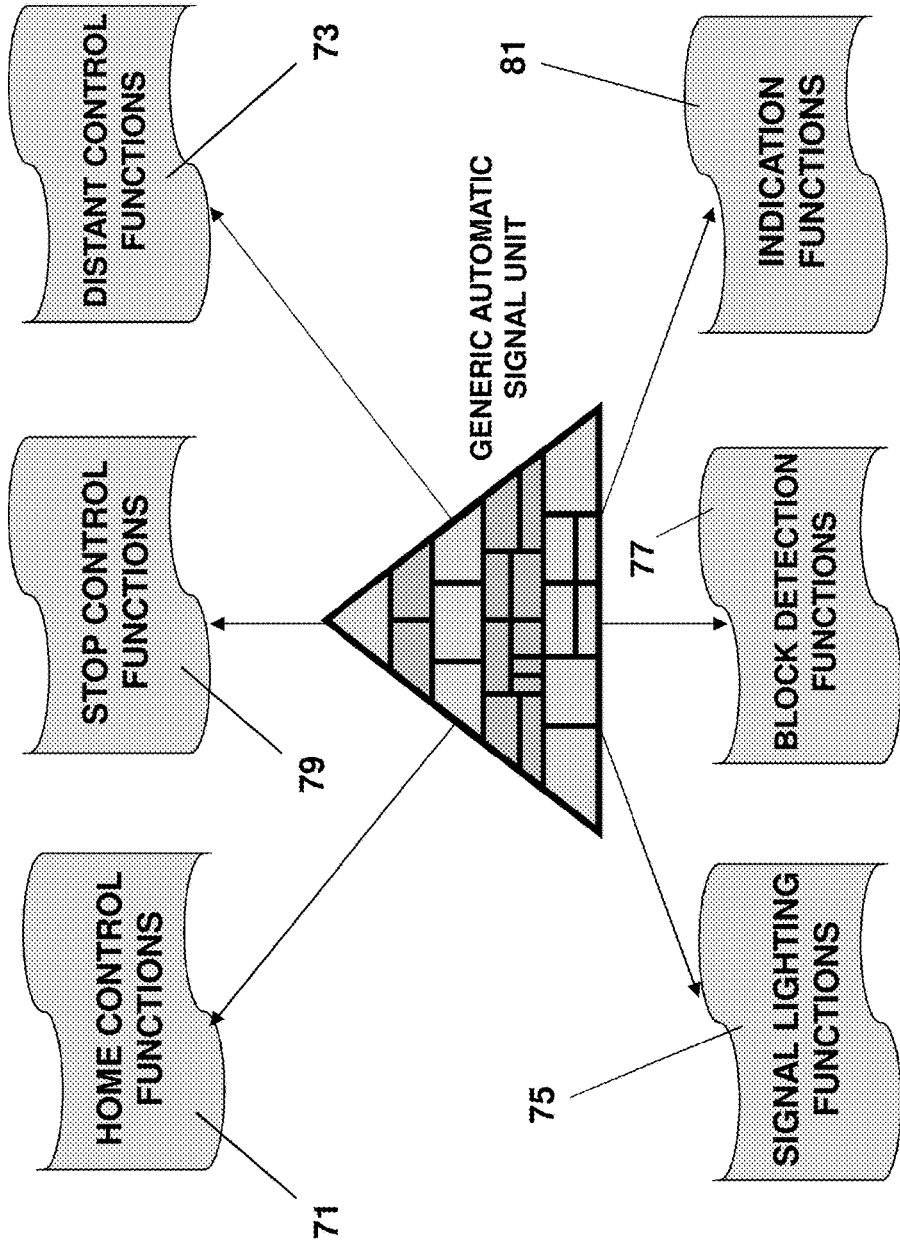 HOME CONTROL
FUNCTIONS
71
STOP CONTROL
FUNCTIONS
79
DISTANT CONTROL
FUNCTIONS
73
GENERIC AUTOMATIC
SIGNAL UNIT
75
SIGNAL LIGHTING
FUNCTIONS
77
BLOCK DETECTION
FUNCTIONS
81
INDICATION
FUNCTIONS